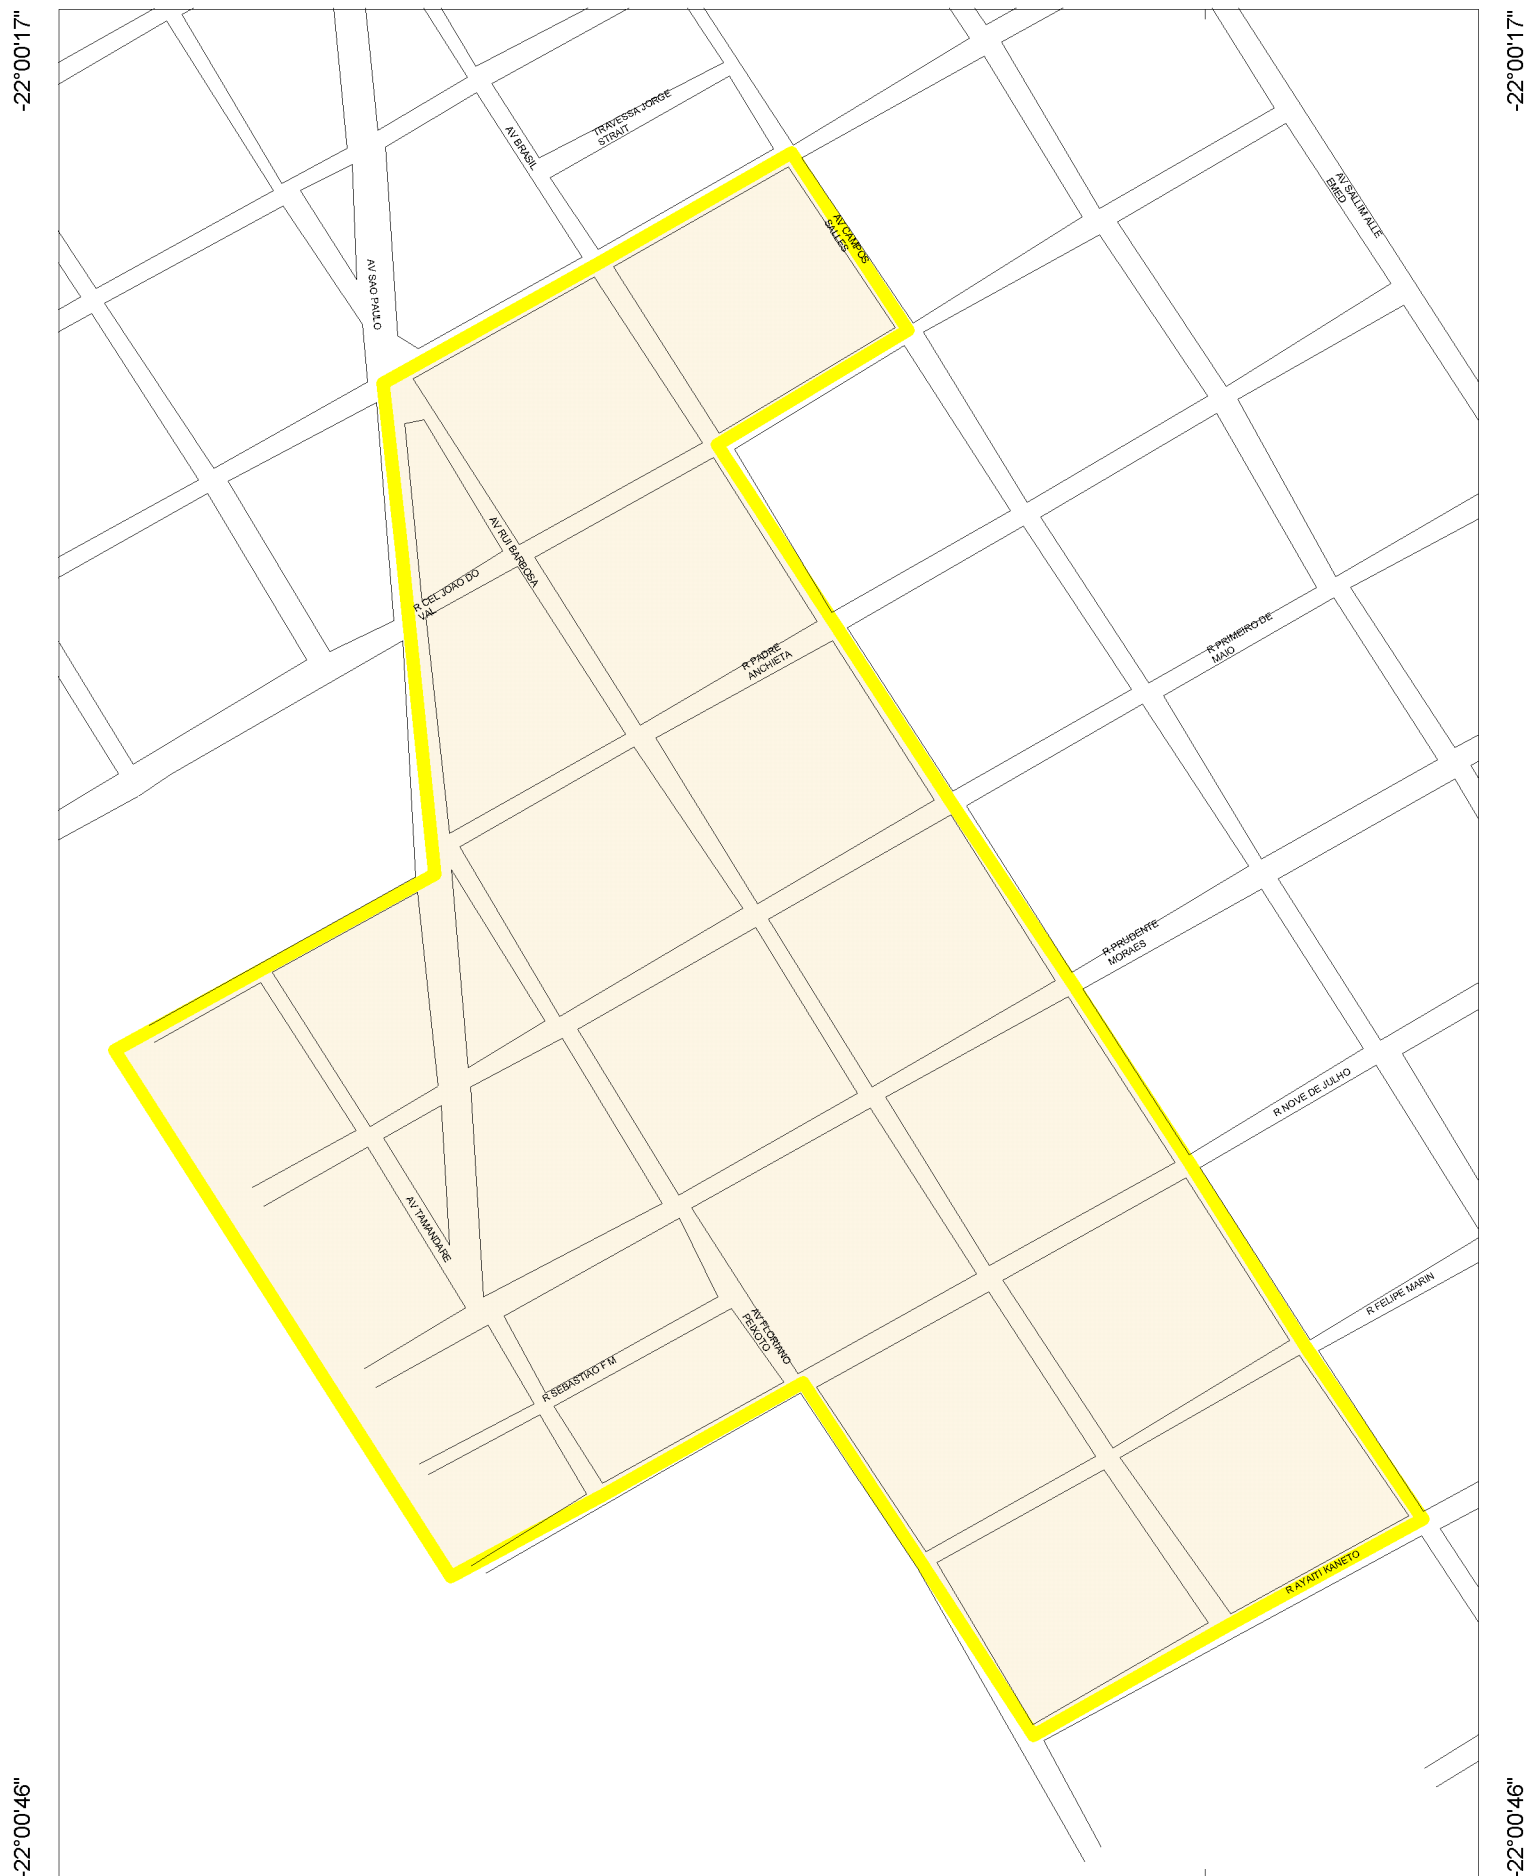 -22°00'17"
-22°00'17"
TRAVESSA JORGE
STRAIT
AV BRASIL
AV SALLIM ALLE
EMED
AV CAMPOS
SALLES
AV SAO PAULO
AV RUI BARBOSA
R CEL JOAO DO
VAL
R PADRE
ANCHIETA
R PRIMEIRO DE
MAIO
R PRUDENTE
MORAES
R NOVE DE JULHO
AV TAMANDARE
R FELIPE MARIN
AV FLORIANO
PEIXOTO
R SEBASTIAO F M
R AYAITI KANETO
-22°00'46"
-22°00'46"